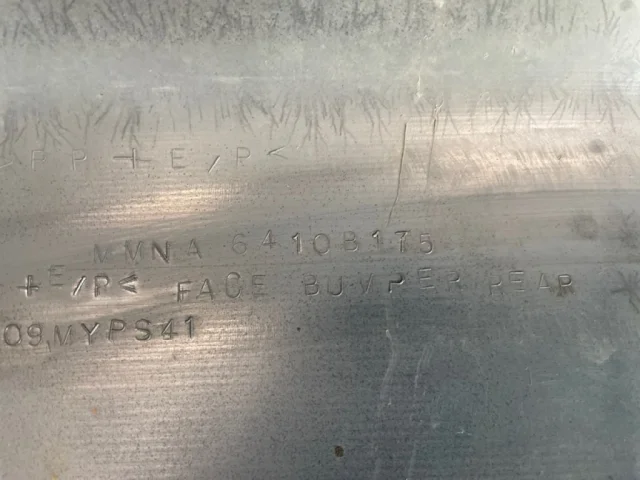 >PP+E/P<
MMNA 6410B175
+E/P< FACE BUMPER REAR
09MYPS41